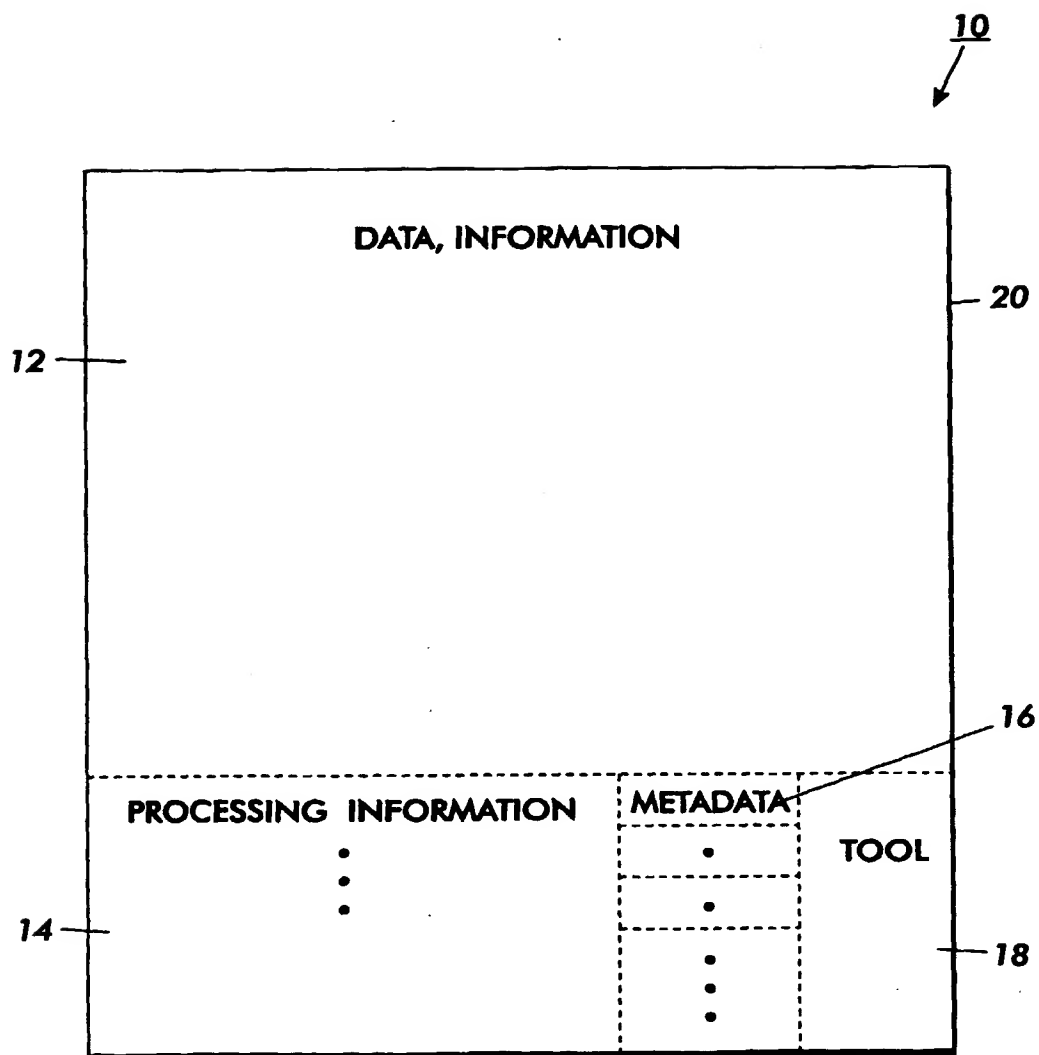 10
DATA, INFORMATION
20
12
16
PROCESSING INFORMATION
METADATA
TOOL
14
18